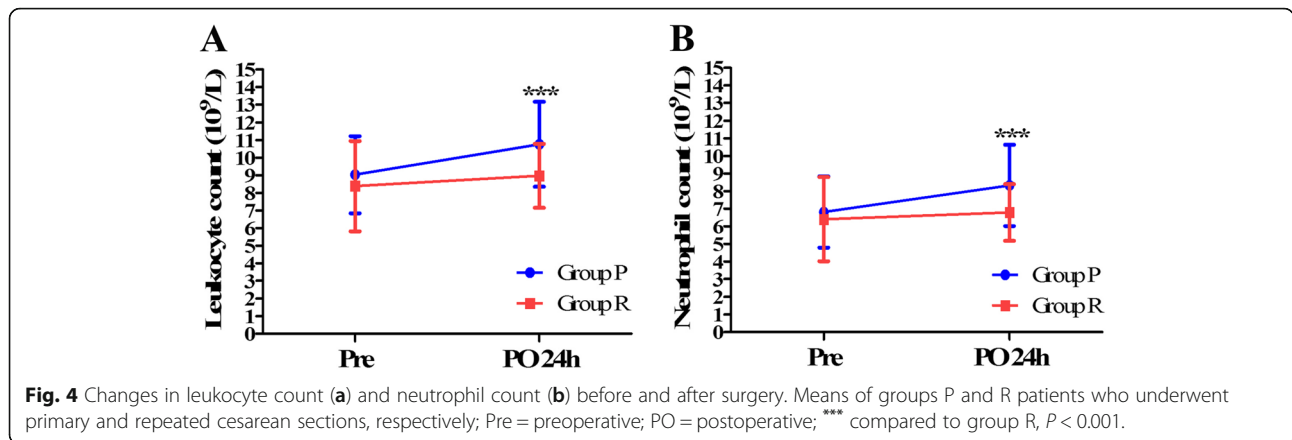 A
Leukocyte count (10^9/L)
15
14
13
12
11
10
9
8
7
6
5
4
3
2
1
0
***
Group P
Group R
Pre
PO 24h
B
Neutrophil count (10^9/L)
15
14
13
12
11
10
9
8
7
6
5
4
3
2
1
0
***
Group P
Group R
Pre
PO 24h
Fig. 4 Changes in leukocyte count (a) and neutrophil count (b) before and after surgery. Means of groups P and R patients who underwent
primary and repeated cesarean sections, respectively; Pre = preoperative; PO = postoperative; *** compared to group R, P < 0.001.